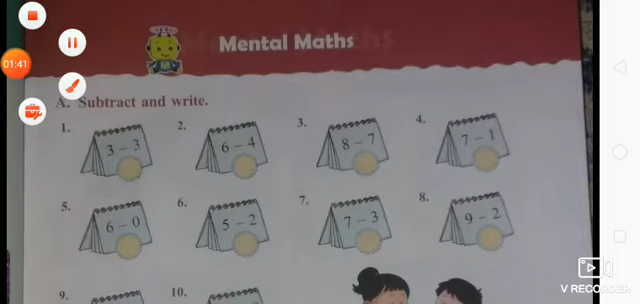 01:41
Mental Maths
A. Subtract and write.
1. 3 – 3
2. 6 – 4
3. 8 – 7
4. 7 – 1
5. 6 – 0
6. 5 – 2
7. 7 – 3
8. 9 – 2
9.
10.
V RECORDER